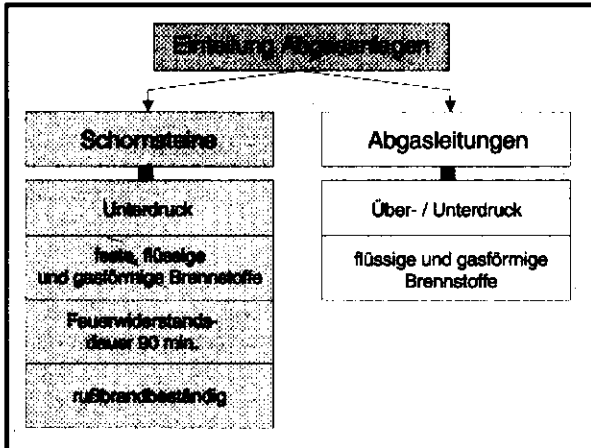 Einteilung Abgasanlagen
Schornsteine
Unterdruck
feste, flüssige
und gasförmige Brennstoffe
Feuerwiderstands-
dauer 90 min.
rußbrandbeständig
Abgasleitungen
Über- / Unterdruck
flüssige und gasförmige
Brennstoffe